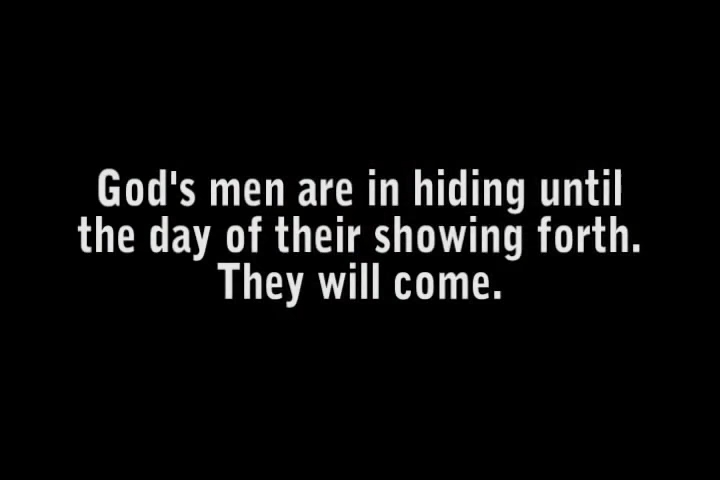 God's men are in hiding until
the day of their showing forth.
They will come.